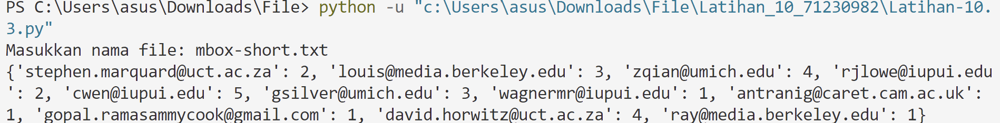 PS C:\Users\asus\Downloads\File> python -u "c:\Users\asus\Downloads\File\Latihan_10_71230982\Latihan-10.
3.py"
Masukkan nama file: mbox-short.txt
{'stephen.marquard@uct.ac.za': 2, 'louis@media.berkeley.edu': 3, 'zqian@umich.edu': 4, 'rjlowe@iupui.edu
': 2, 'cwen@iupui.edu': 5, 'gsilver@umich.edu': 3, 'wagnermr@iupui.edu': 1, 'antranig@caret.cam.ac.uk':
1, 'gopal.ramasammycook@gmail.com': 1, 'david.horwitz@uct.ac.za': 4, 'ray@media.berkeley.edu': 1}